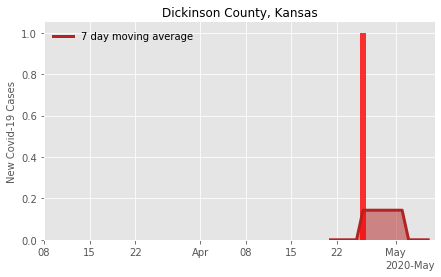 Dickinson County, Kansas
7 day moving average
New Covid-19 Cases
1.0
0.8
0.6
0.4
0.2
0.0
08 15 22 Apr 08 15 22 May
2020-May